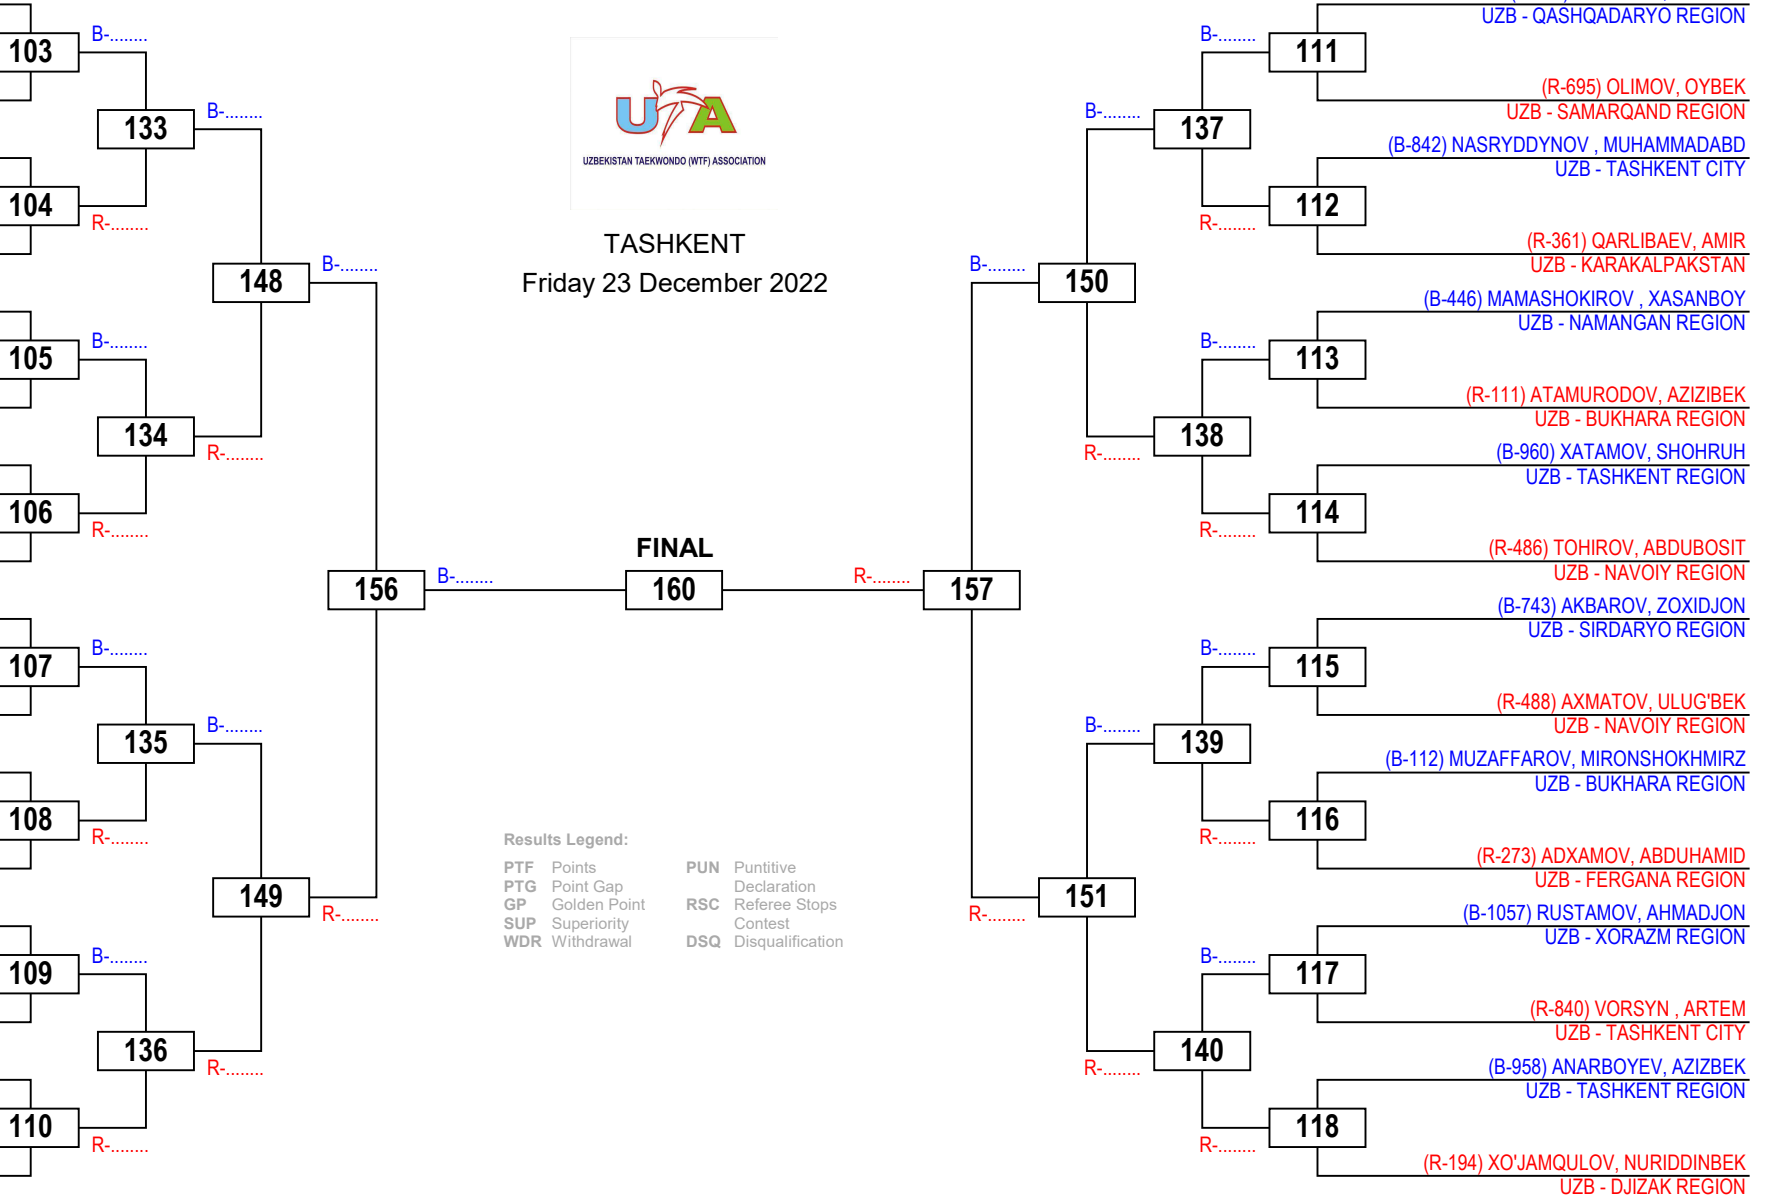 103
B-........
133
B-........
104
R-........
148
B-........
105
B-........
134
R-........
106
R-........
156
B-........
107
B-........
135
B-........
108
R-........
149
R-........
109
B-........
136
R-........
110
R-........
UTA
UZBEKISTAN TAEKWONDO (WTF) ASSOCIATION
TASHKENT
Friday 23 December 2022
FINAL
160
Results Legend:
PTF Points
PTG Point Gap
GP Golden Point
SUP Superiority
WDR Withdrawal
PUN Puntitive
Declaration
RSC Referee Stops
Contest
DSQ Disqualification
R-........
157
B-........
150
B-........
137
B-........
111
UZB - QASHQADARYO REGION
(R-695) OLIMOV, OYBEK
UZB - SAMARQAND REGION
(B-842) NASRYDDYNOV , MUHAMMADABD
UZB - TASHKENT CITY
R-........
112
(R-361) QARLIBAEV, AMIR
UZB - KARAKALPAKSTAN
(B-446) MAMASHOKIROV , XASANBOY
UZB - NAMANGAN REGION
B-........
113
R-........
138
(R-111) ATAMURODOV, AZIZIBEK
UZB - BUKHARA REGION
(B-960) XATAMOV, SHOHRUH
UZB - TASHKENT REGION
R-........
114
(R-486) TOHIROV, ABDUBOSIT
UZB - NAVOIY REGION
(B-743) AKBAROV, ZOXIDJON
UZB - SIRDARYO REGION
B-........
115
(R-488) AXMATOV, ULUG'BEK
UZB - NAVOIY REGION
B-........
139
(B-112) MUZAFFAROV, MIRONSHOKHMIRZ
UZB - BUKHARA REGION
R-........
116
(R-273) ADXAMOV, ABDUHAMID
UZB - FERGANA REGION
R-........
151
(B-1057) RUSTAMOV, AHMADJON
UZB - XORAZM REGION
B-........
117
(R-840) VORSYN , ARTEM
UZB - TASHKENT CITY
R-........
140
(B-958) ANARBOYEV, AZIZBEK
UZB - TASHKENT REGION
R-........
118
(R-194) XO'JAMQULOV, NURIDDINBEK
UZB - DJIZAK REGION